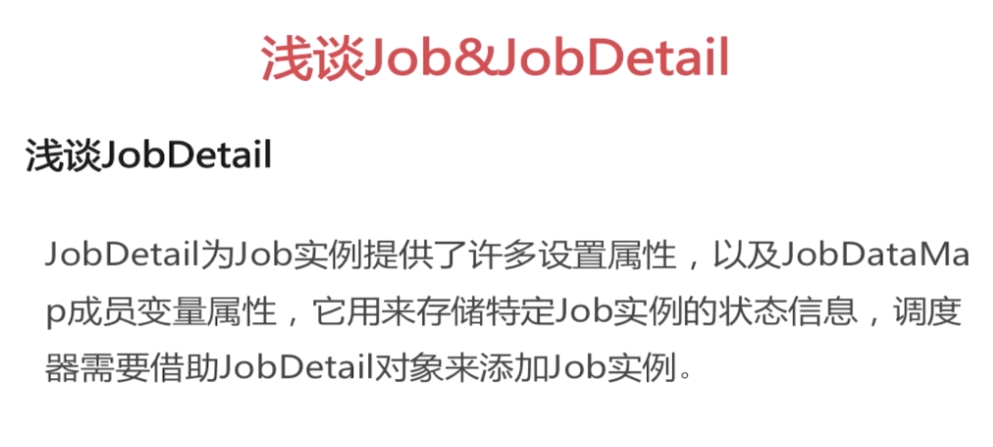 浅谈Job&JobDetail
浅谈JobDetail
JobDetail为Job实例提供了许多设置属性，以及JobDataMa
p成员变量属性，它用来存储特定Job实例的状态信息，调度
器需要借助JobDetail对象来添加Job实例。